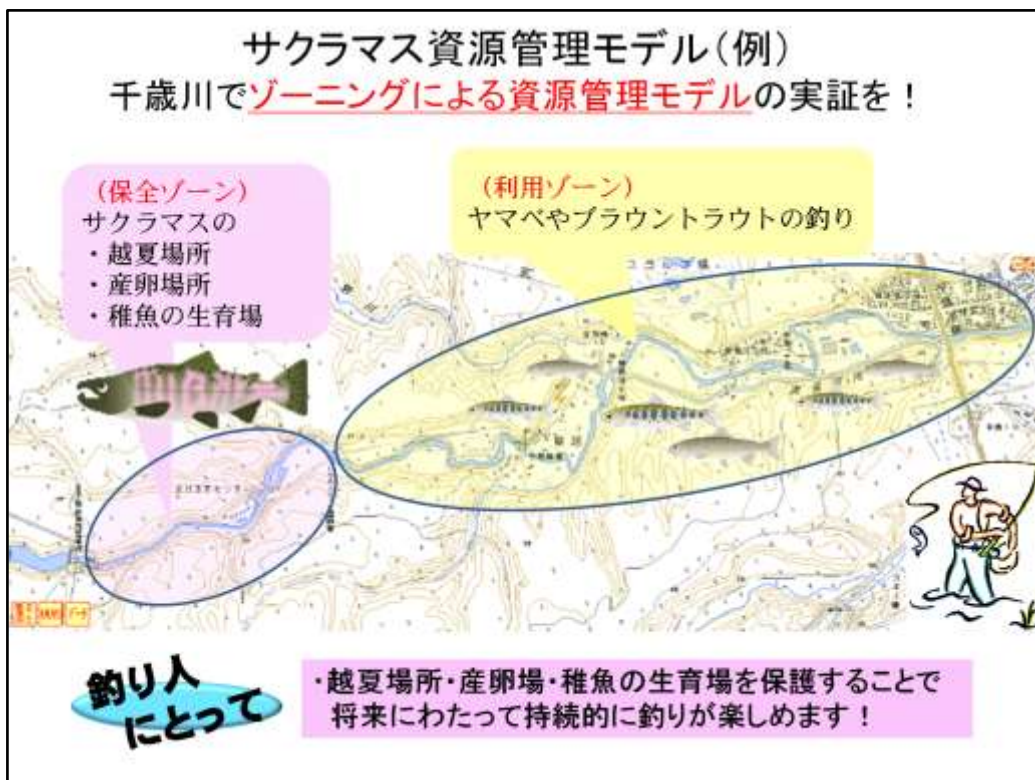 サクラマス資源管理モデル(例)
千歳川でゾーニングによる資源管理モデルの実証を!
(保全ゾーン)
サクラマスの
・越夏場所
・産卵場所
・稚魚の生育場
(利用ゾーン)
ヤマベやブラウントラウトの釣り
釣り人
にとって
・越夏場所・産卵場・稚魚の生育場を保護することで
将来にわたって持続的に釣りが楽しめます!